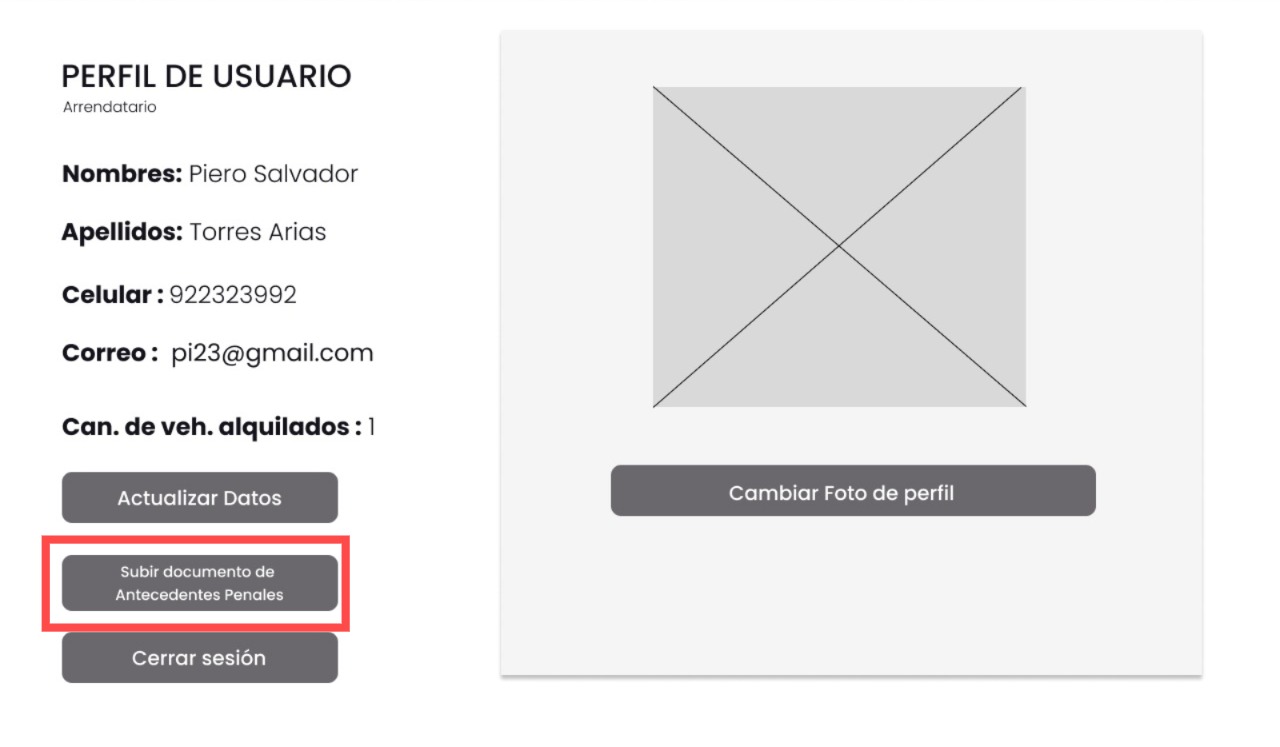 PERFIL DE USUARIO
Arrendatario
Nombres: Piero Salvador
Apellidos: Torres Arias
Celular : 922323992
Correo : pi23@gmail.com
Can. de veh. alquilados : 1
Actualizar Datos
Subir documento de
Antecedentes Penales
Cerrar sesión
Cambiar Foto de perfil